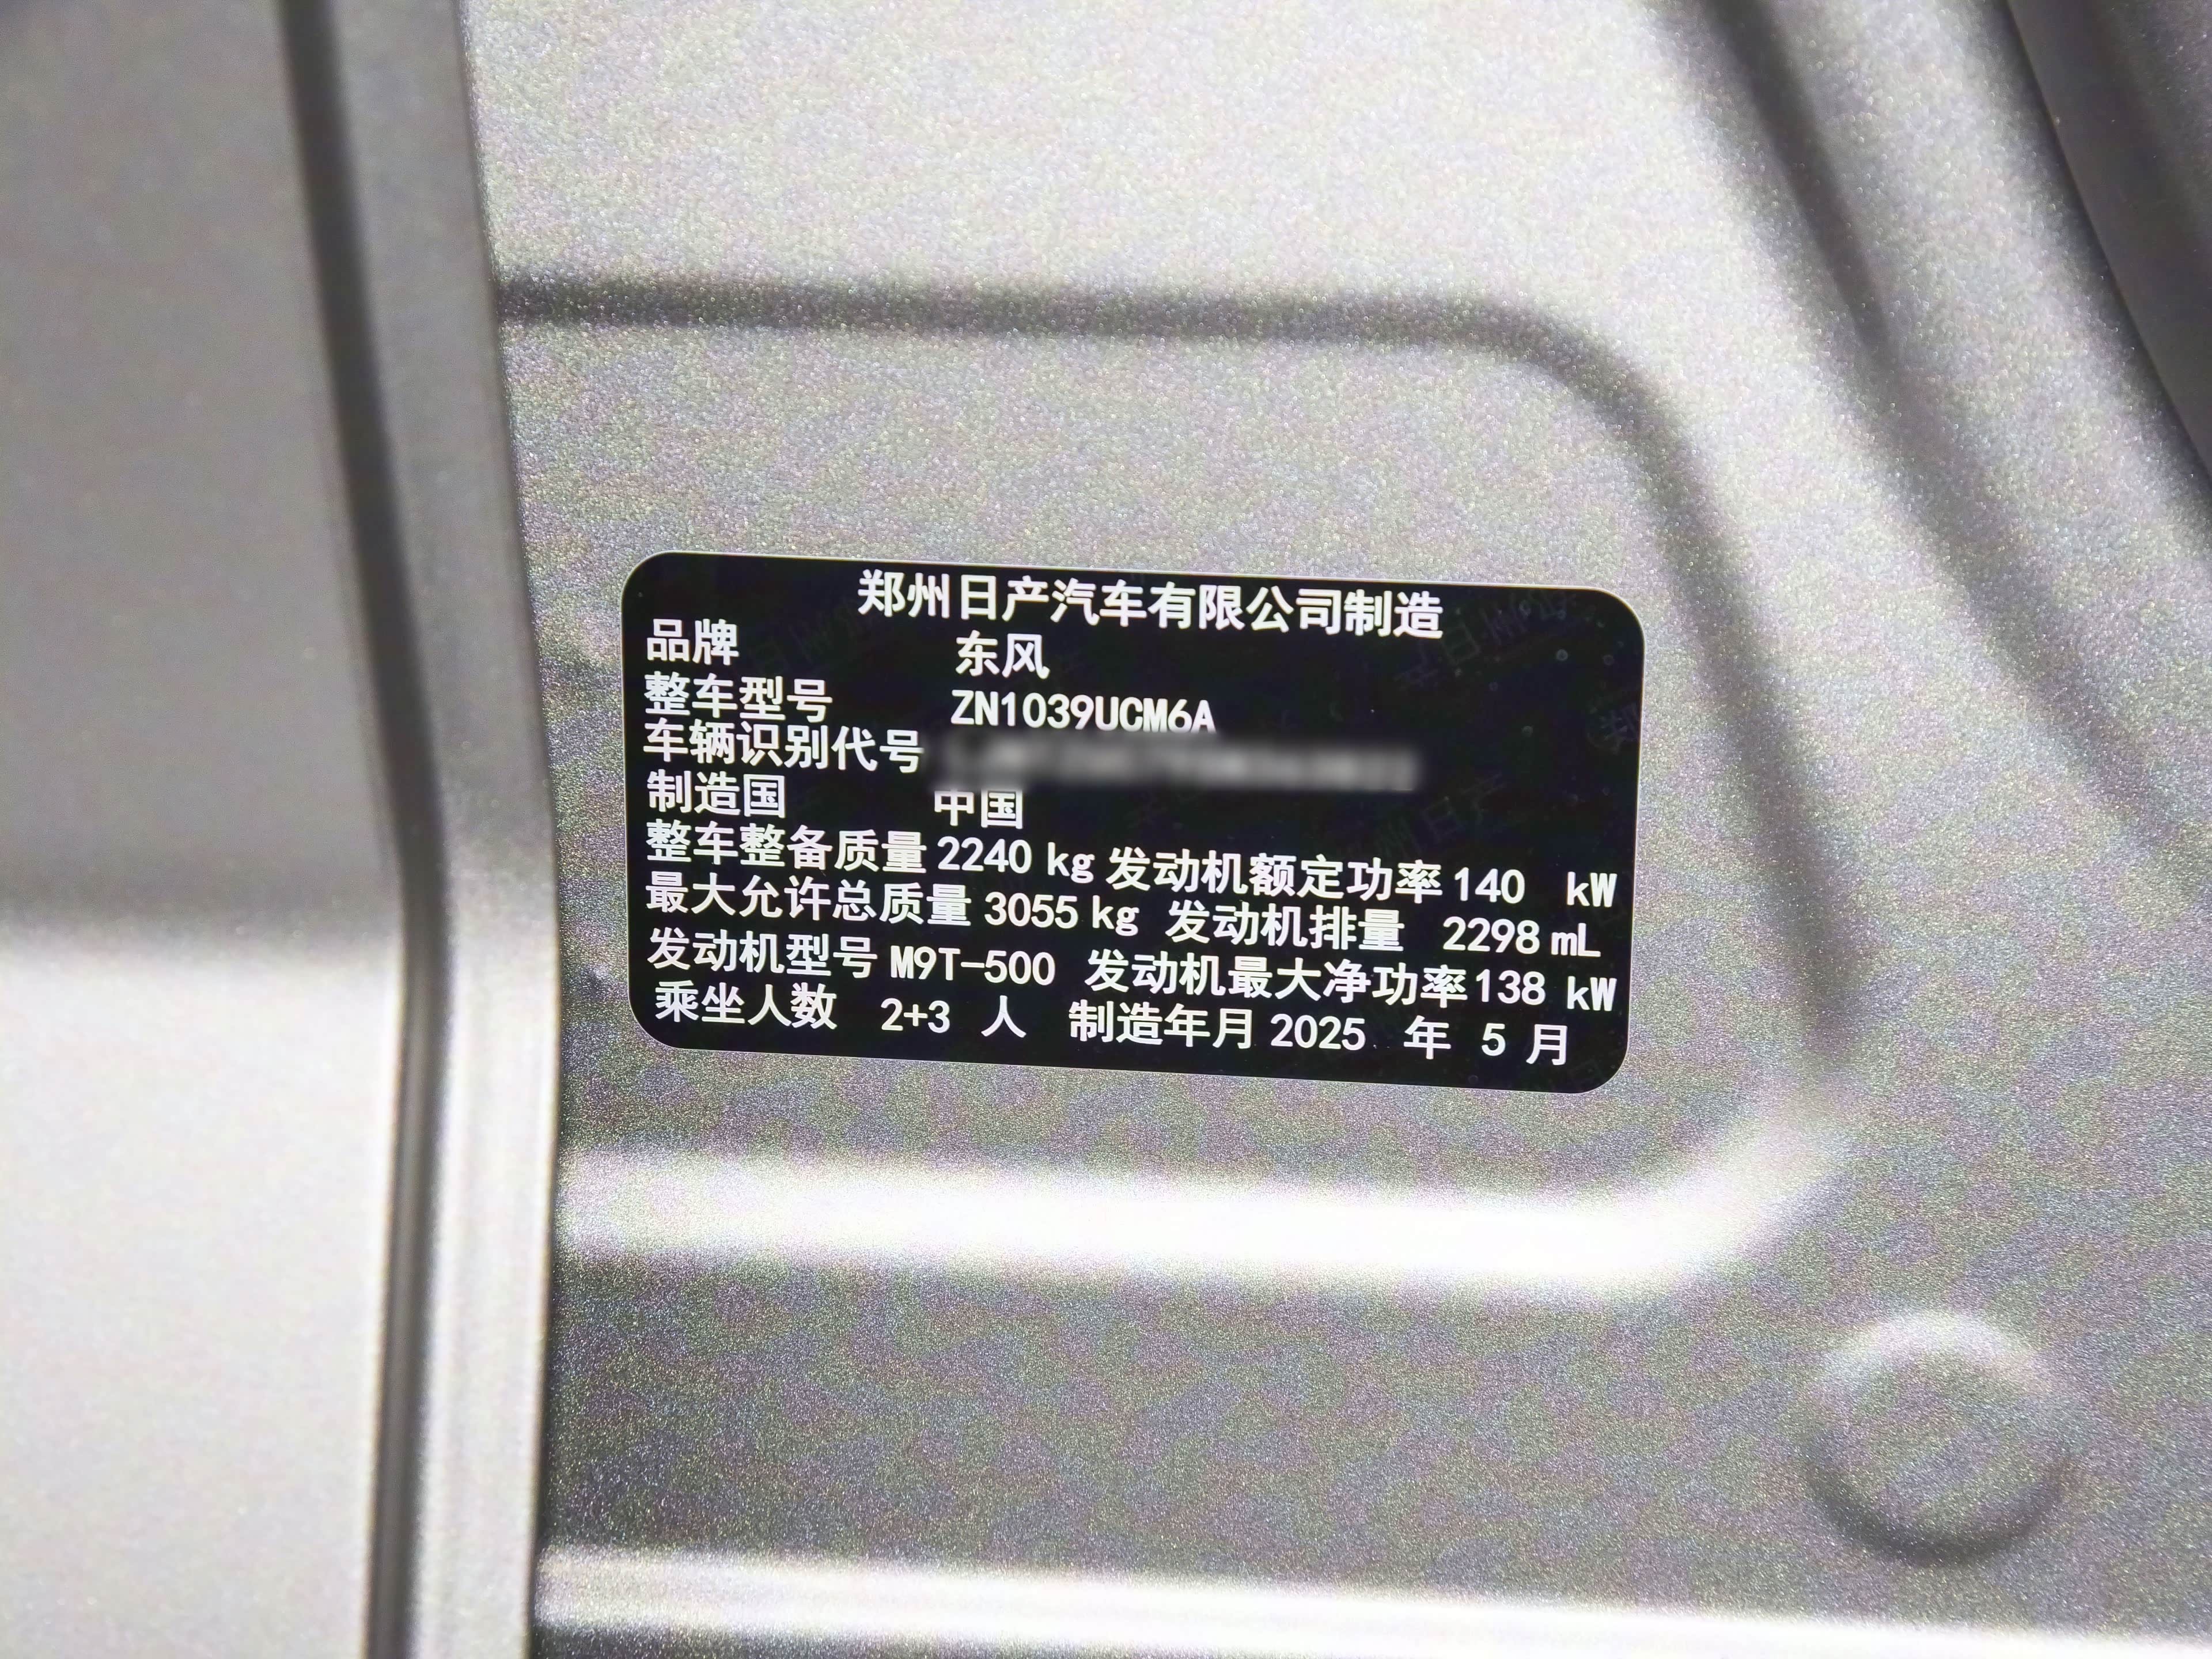 郑州日产汽车有限公司制造
品牌 东风
整车型号 ZN1039UCM6A
车辆识别代号
制造国 中国
整车整备质量 2240 kg 发动机额定功率 140 kW
最大允许总质量 3055 kg 发动机排量 2298 mL
发动机型号 M9T-500 发动机最大净功率 138 kW
乘坐人数 2+3 人 制造年月 2025 年 5 月